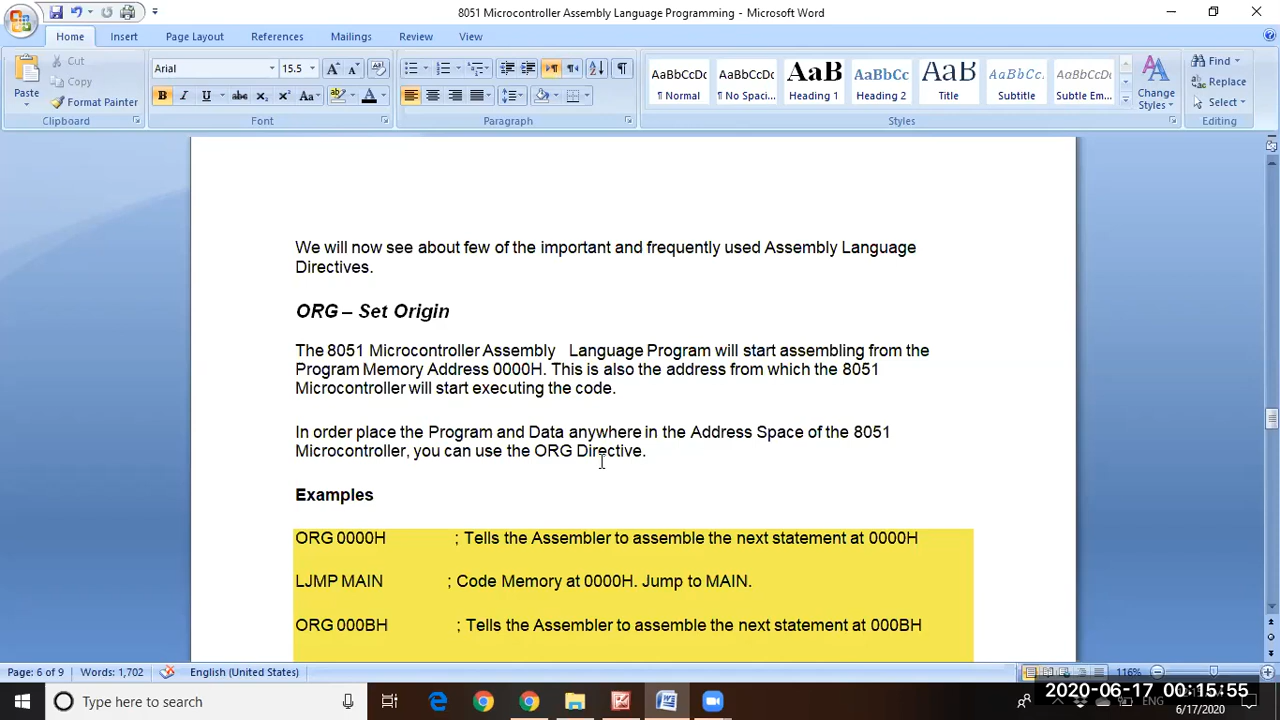 8051 Microcontroller Assembly Language Programming - Microsoft Word
Home Insert Page Layout References Mailings Review View
Paste
Cut
Copy
Format Painter
Clipboard
Arial 15.5
B I U abc x₂ x² Aa
Font
Paragraph
AaBbCcDc AaBbCcDc AaB AaBbCc AaB AaBbCc. AaBbCcDc
¶ Normal ¶ No Spaci... Heading 1 Heading 2 Title Subtitle Subtle Em...
Change Styles
Styles
Find
Replace
Select
Editing
We will now see about few of the important and frequently used Assembly Language
Directives.
ORG – Set Origin
The 8051 Microcontroller Assembly Language Program will start assembling from the
Program Memory Address 0000H. This is also the address from which the 8051
Microcontroller will start executing the code.
In order place the Program and Data anywhere in the Address Space of the 8051
Microcontroller, you can use the ORG Directive.
Examples
ORG 0000H ; Tells the Assembler to assemble the next statement at 0000H
LJMP MAIN ; Code Memory at 0000H. Jump to MAIN.
ORG 000BH ; Tells the Assembler to assemble the next statement at 000BH
Page: 6 of 9 Words: 1,702 English (United States) 116%
Type here to search
ENG
2020-06-17 00:15:55
6/17/2020